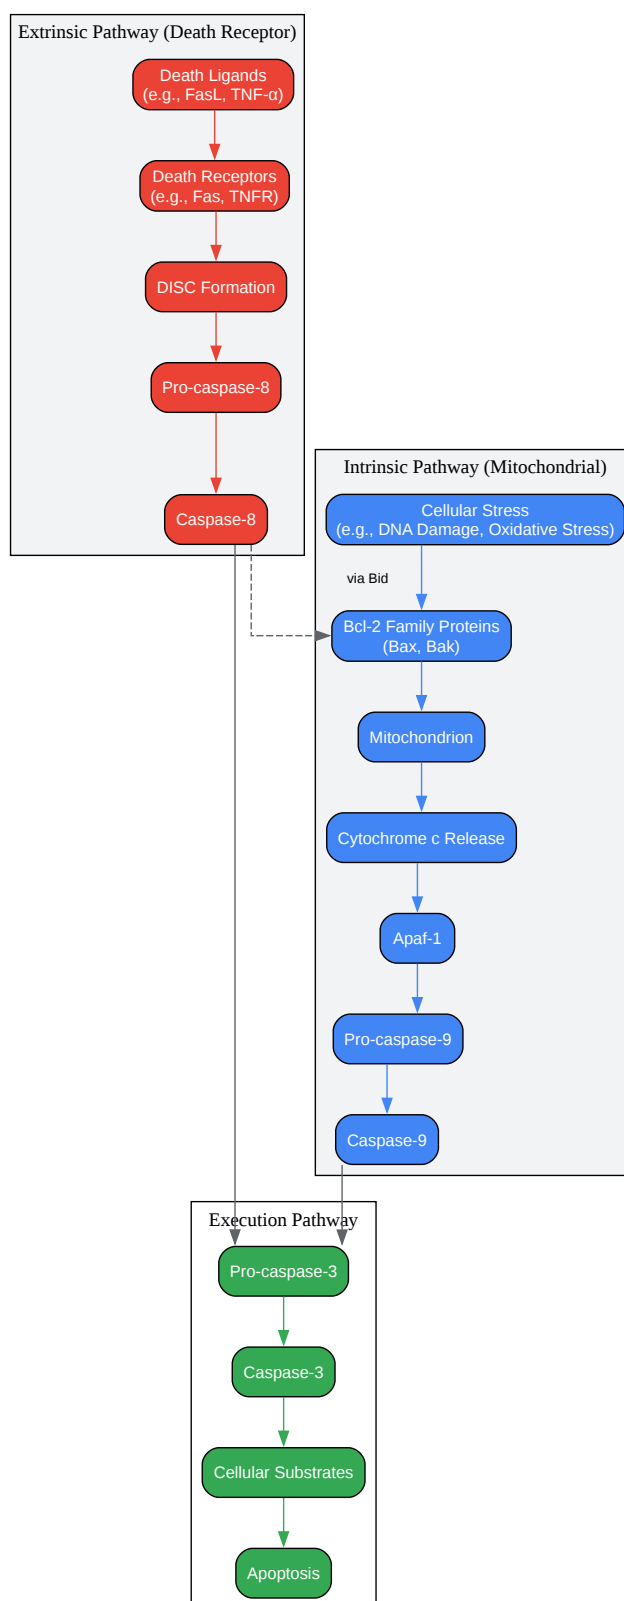 Extrinsic Pathway (Death Receptor)
Death Ligands
(e.g., FasL, TNF-α)
Death Receptors
(e.g., Fas, TNFR)
DISC Formation
Pro-caspase-8
Caspase-8
Intrinsic Pathway (Mitochondrial)
Cellular Stress
(e.g., DNA Damage, Oxidative Stress)
via Bid
Bcl-2 Family Proteins
(Bax, Bak)
Mitochondrion
Cytochrome c Release
Apaf-1
Pro-caspase-9
Caspase-9
Execution Pathway
Pro-caspase-3
Caspase-3
Cellular Substrates
Apoptosis